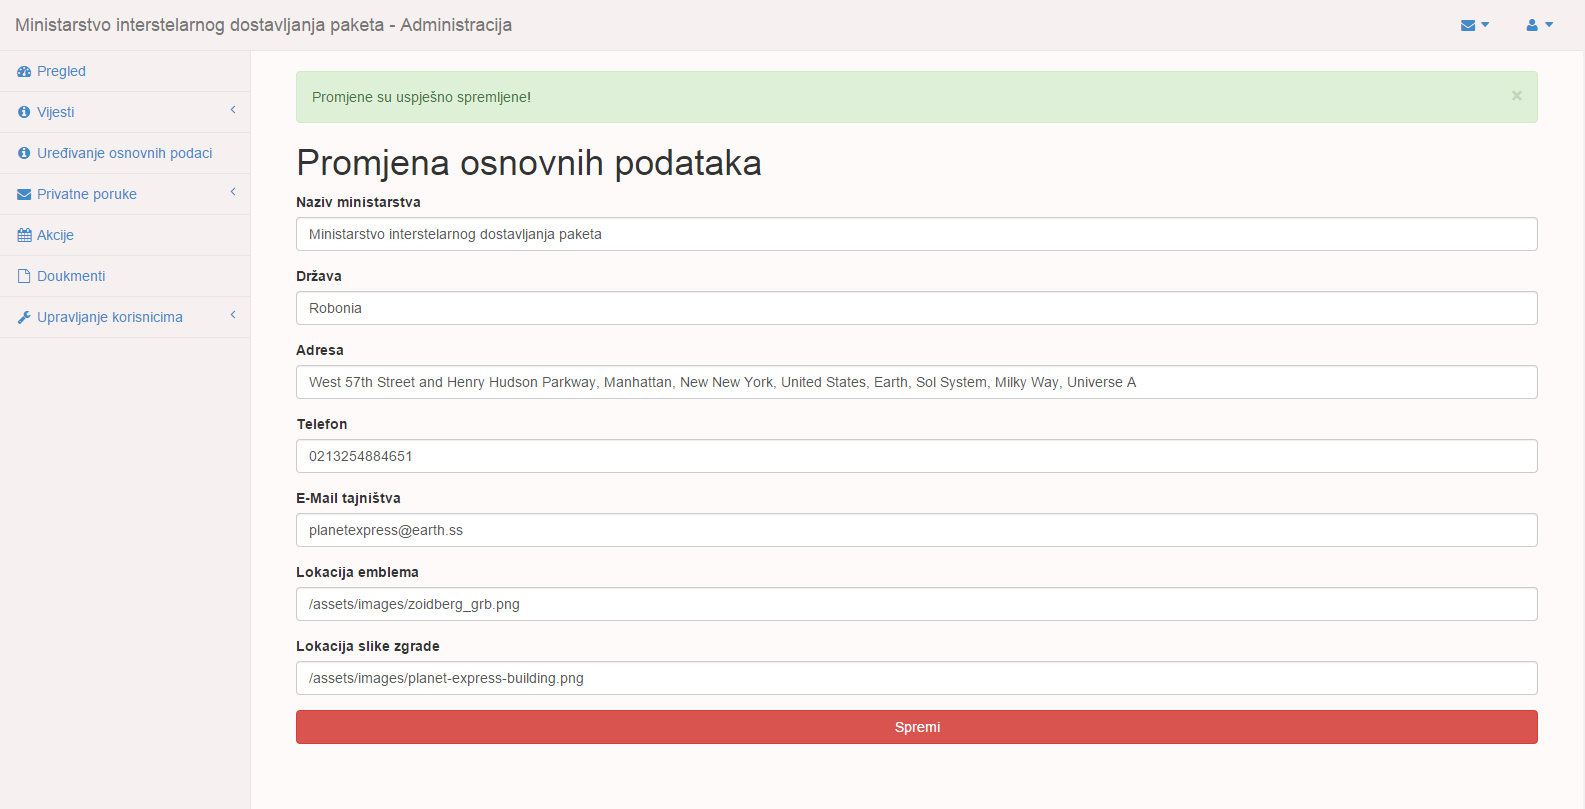 Ministarstvo interstelarnog dostavljanja paketa - Administracija
Pregled
Vijesti
Uređivanje osnovnih podaci
Privatne poruke
Akcije
Doukmenti
Upravljanje korisnicima
Promjene su uspješno spremljene!
×
Promjena osnovnih podataka
Naziv ministarstva
Ministarstvo interstelarnog dostavljanja paketa
Država
Robonia
Adresa
West 57th Street and Henry Hudson Parkway, Manhattan, New New York, United States, Earth, Sol System, Milky Way, Universe A
Telefon
0213254884651
E-Mail tajništva
planetexpress@earth.ss
Lokacija emblema
/assets/images/zoidberg_grb.png
Lokacija slike zgrade
/assets/images/planet-express-building.png
Spremi